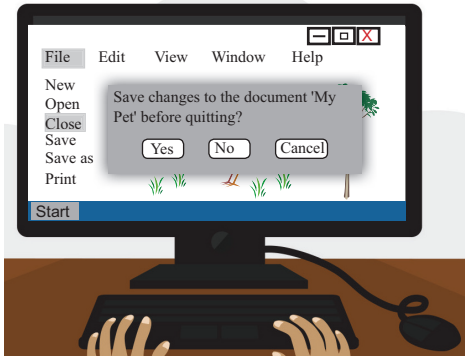 File Edit View Window Help
New
Open
Close
Save
Save as
Print
Save changes to the document 'My
Pet' before quitting?
Yes No Cancel
Start